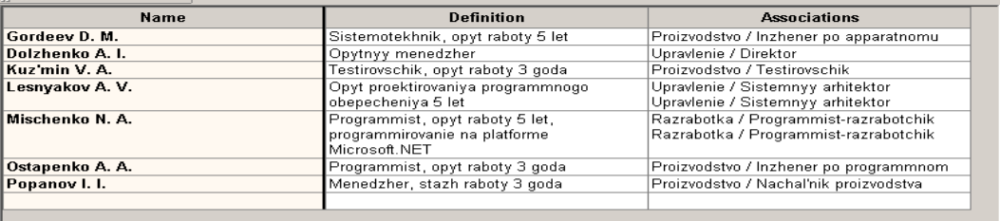 Name Definition Associations
Gordeev D. M. Sistemotekhnik, opyt raboty 5 let Proizvodstvo / Inzhener po apparatnomu
Dolzhenko A. I. Opytnyy menedzher Upravlenie / Direktor
Kuz'min V. A. Testirovschik, opyt raboty 3 goda Proizvodstvo / Testirovschik
Lesnyakov A. V. Opyt proektirovaniya programmnogo Upravlenie / Sistemnyy arhitektor
obepecheniya 5 let Upravlenie / Sistemnyy arhitektor
Mischenko N. A. Programmist, opyt raboty 5 let, Razrabotka / Programmist-razrabotchik
programmirovanie na platforme Razrabotka / Programmist-razrabotchik
Microsoft.NET
Ostapenko A. A. Programmist, opyt raboty 3 goda Proizvodstvo / Inzhener po programmnom
Popanov I. I. Menedzher, stazh raboty 3 goda Proizvodstvo / Nachal'nik proizvodstva